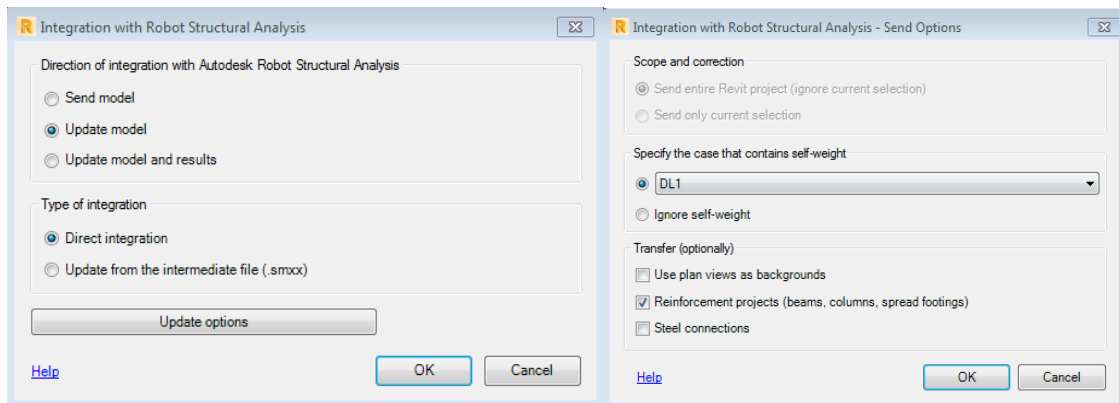 Integration with Robot Structural Analysis
Direction of integration with Autodesk Robot Structural Analysis
Send model
Update model
Update model and results
Type of integration
Direct integration
Update from the intermediate file (.smxx)
Update options
Help
OK
Cancel
Integration with Robot Structural Analysis - Send Options
Scope and correction
Send entire Revit project (ignore current selection)
Send only current selection
Specify the case that contains self-weight
DL1
Ignore self-weight
Transfer (optionally)
Use plan views as backgrounds
Reinforcement projects (beams, columns, spread footings)
Steel connections
Help
OK
Cancel